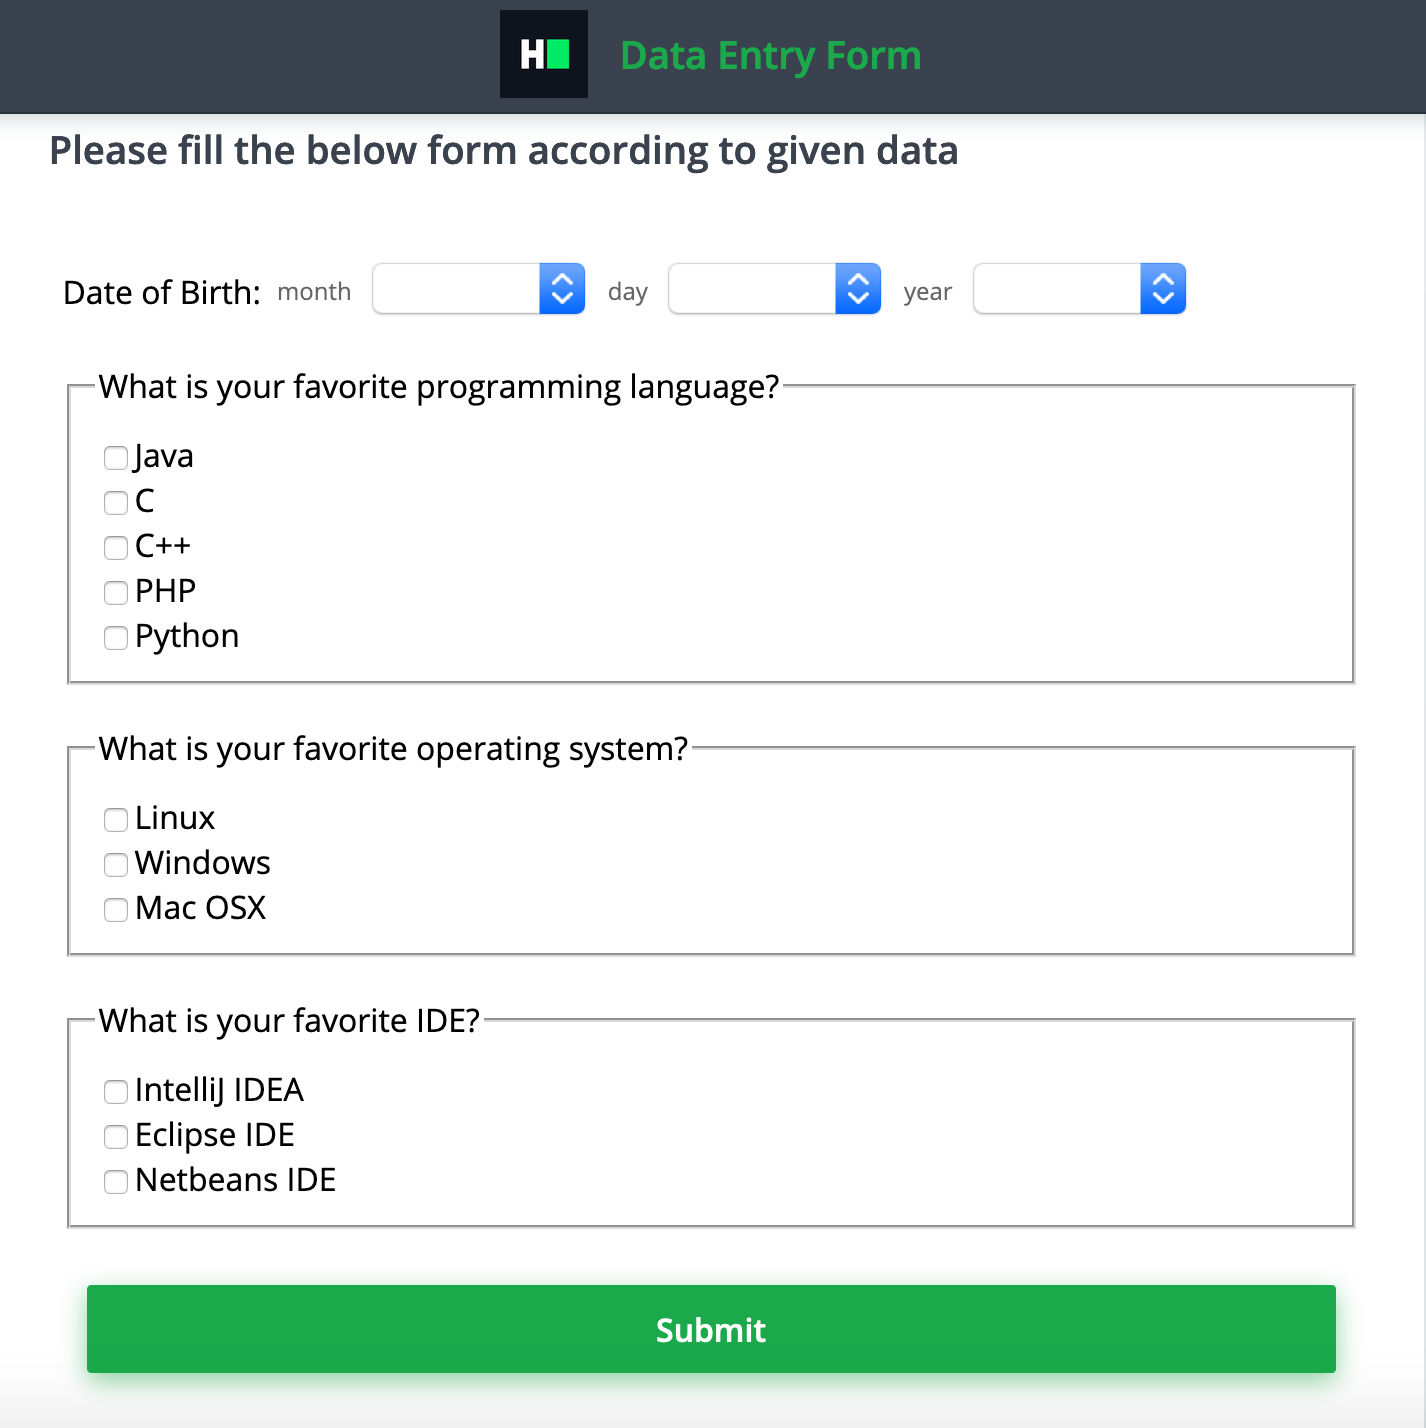 H
Data Entry Form
Please fill the below form according to given data
Date of Birth: month day year
What is your favorite programming language?
Java
C
C++
PHP
Python
What is your favorite operating system?
Linux
Windows
Mac OSX
What is your favorite IDE?
IntelliJ IDEA
Eclipse IDE
Netbeans IDE
Submit